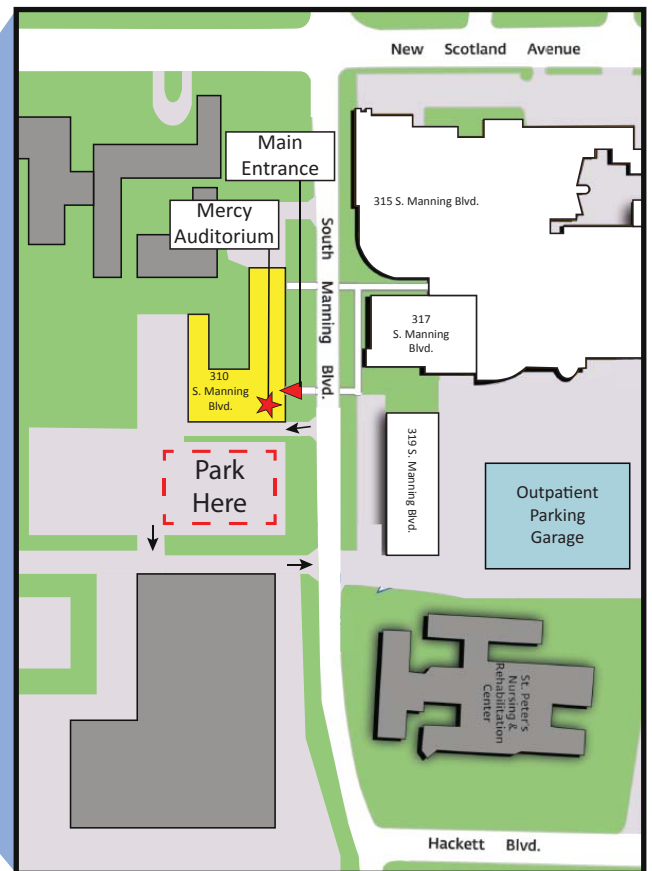 New Scotland Avenue
Main
Entrance
315 S. Manning Blvd.
Mercy
Auditorium
South Manning Blvd.
317
S. Manning
Blvd.
310
S. Manning
Blvd.
319 S. Manning Blvd.
Park
Here
Outpatient
Parking
Garage
St. Peter's
Nursing &
Rehabilitation
Center
Hackett Blvd.